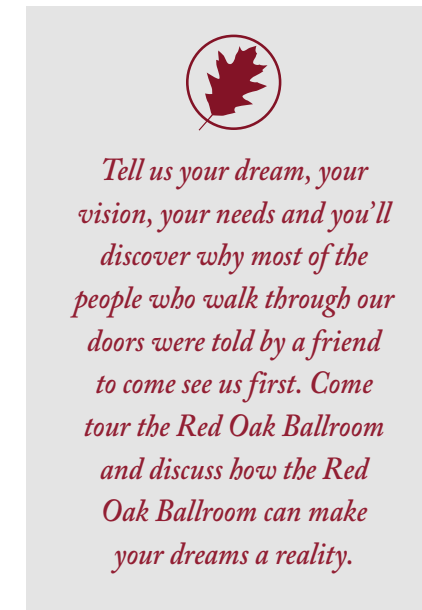 Tell us your dream, your
vision, your needs and you’ll
discover why most of the
people who walk through our
doors were told by a friend
to come see us first. Come
tour the Red Oak Ballroom
and discuss how the Red
Oak Ballroom can make
your dreams a reality.